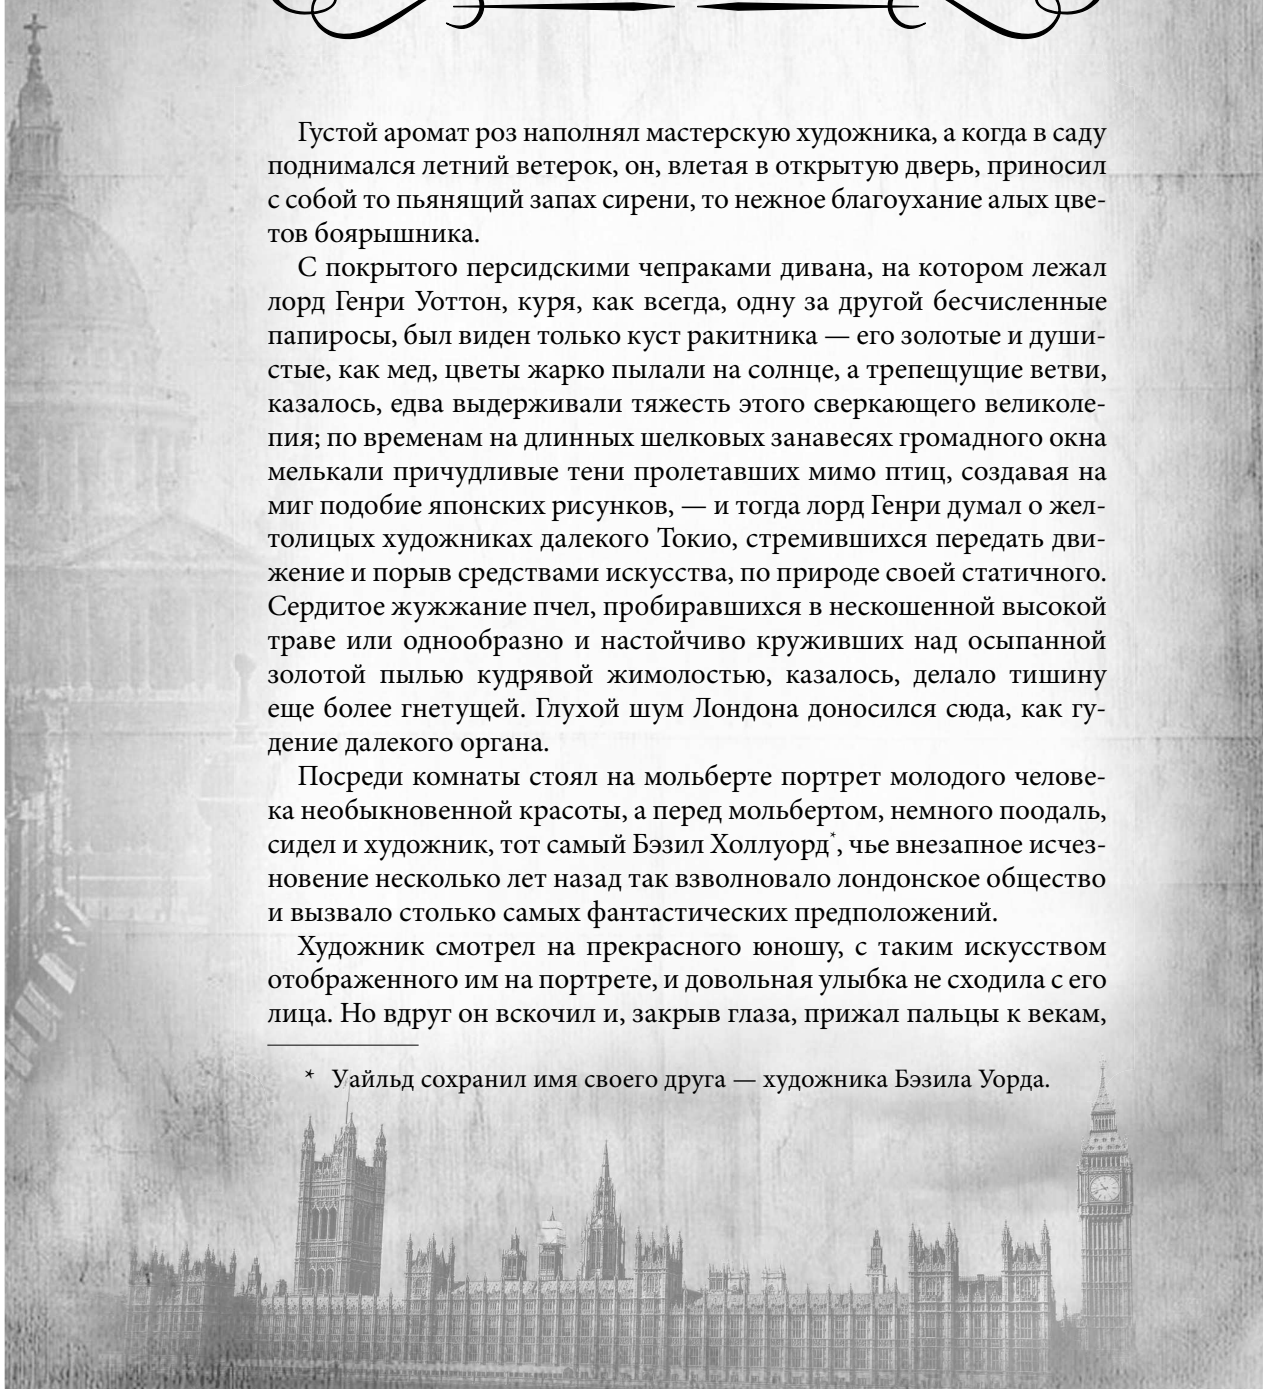 Густой аромат роз наполнял мастерскую художника, а когда в саду
поднимался летний ветерок, он, влетая в открытую дверь, приносил
с собой то пьянящий запах сирени, то нежное благоухание алых цве-
тов боярышника.
С покрытого персидскими чепраками дивана, на котором лежал
лорд Генри Уоттон, куря, как всегда, одну за другой бесчисленные
папиросы, был виден только куст ракитника — его золотые и души-
стые, как мед, цветы жарко пылали на солнце, а трепещущие ветви,
казалось, едва выдерживали тяжесть этого сверкающего великоле-
пия; по временам на длинных шелковых занавесях громадного окна
мелькали причудливые тени пролетавших мимо птиц, создавая на
миг подобие японских рисунков, — и тогда лорд Генри думал о жел-
толицых художниках далекого Токио, стремившихся передать дви-
жение и порыв средствами искусства, по природе своей статичного.
Сердитое жужжание пчел, пробиравшихся в нескошенной высокой
траве или однообразно и настойчиво круживших над осыпанной
золотой пылью кудрявой жимолостью, казалось, делало тишину
еще более гнетущей. Глухой шум Лондона доносился сюда, как гу-
дение далекого органа.
Посреди комнаты стоял на мольберте портрет молодого челове-
ка необыкновенной красоты, а перед мольбертом, немного поодаль,
сидел и художник, тот самый Бэзил Холлуорд*, чье внезапное исчез-
новение несколько лет назад так взволновало лондонское общество
и вызвало столько самых фантастических предположений.
Художник смотрел на прекрасного юношу, с таким искусством
отображенного им на портрете, и довольная улыбка не сходила с его
лица. Но вдруг он вскочил и, закрыв глаза, прижал пальцы к векам,
* Уайльд сохранил имя своего друга — художника Бэзила Уорда.